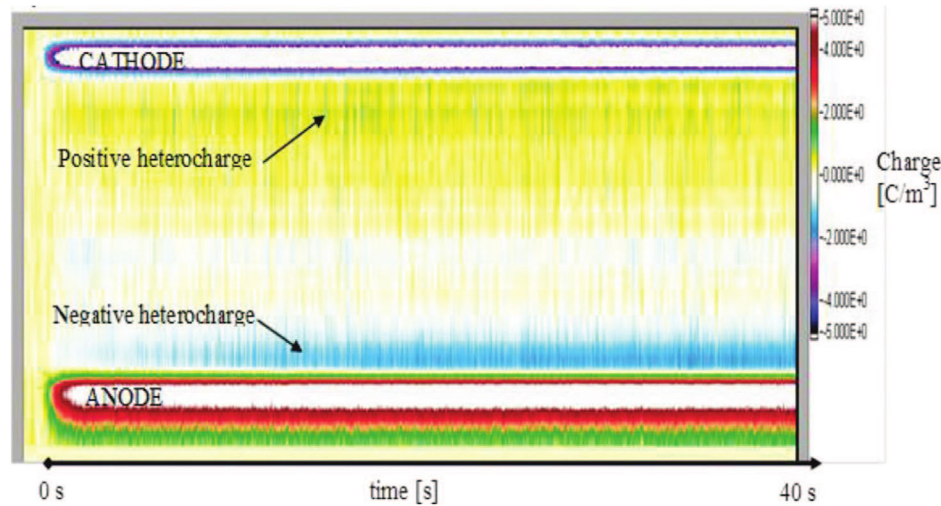 5.000E+0
4.000E+0
2.000E+0
0.000E+0
-2.000E+0
-4.000E+0
-5.000E+0
Charge
[C/m³]
CATHODE
Positive heterocharge
Negative heterocharge
ANODE
0 s
time [s]
40 s